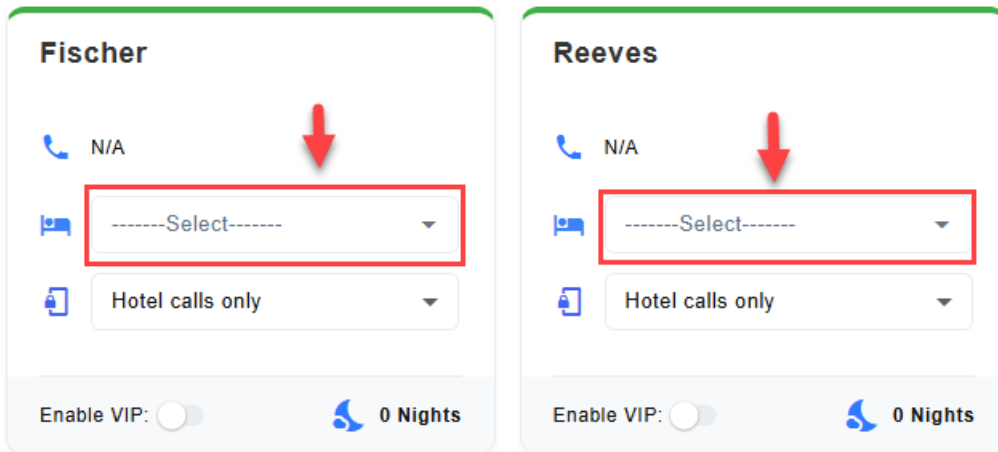 Fischer
N/A
-------Select-------
Hotel calls only
Enable VIP:
0 Nights
Reeves
N/A
-------Select-------
Hotel calls only
Enable VIP:
0 Nights